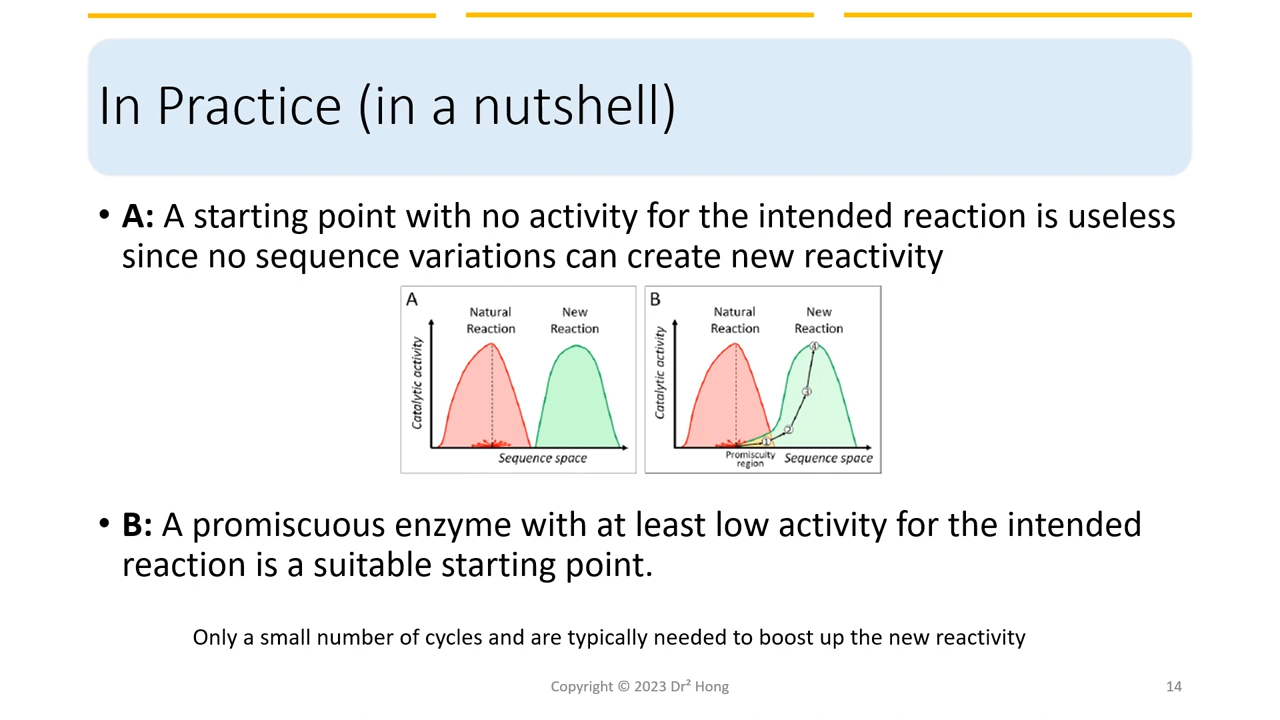 In Practice (in a nutshell)
• A: A starting point with no activity for the intended reaction is useless
since no sequence variations can create new reactivity
A
Natural
Reaction
New
Reaction
Catalytic activity
Sequence space
B
Natural
Reaction
New
Reaction
Catalytic activity
4
3
2
1
Promiscuity
region
Sequence space
• B: A promiscuous enzyme with at least low activity for the intended
reaction is a suitable starting point.
Only a small number of cycles and are typically needed to boost up the new reactivity
Copyright © 2023 Dr² Hong
14